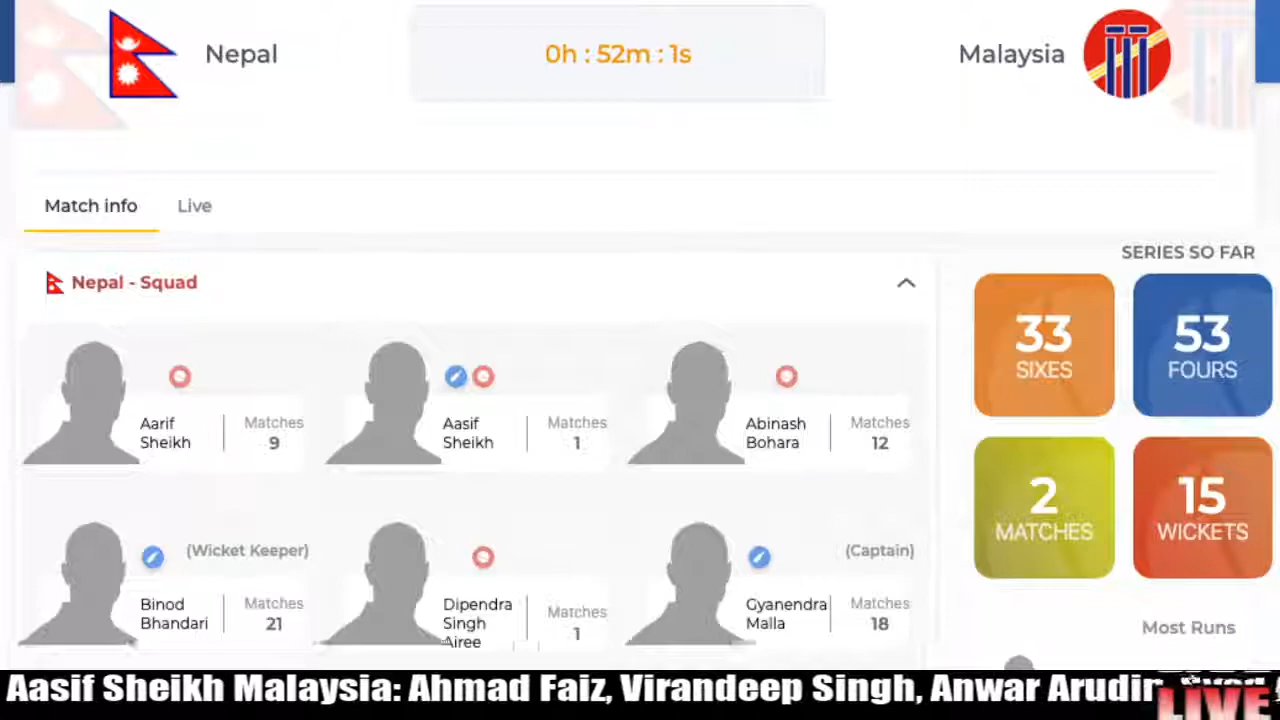 Nepal
0h : 52m : 1s
Malaysia
Match info
Live
SERIES SO FAR
Nepal - Squad
33
SIXES
53
FOURS
Aarif
Sheikh
Matches
9
Aasif
Sheikh
Matches
1
Abinash
Bohara
Matches
12
2
MATCHES
15
WICKETS
(Wicket Keeper)
Binod
Bhandari
Matches
21
Dipendra
Singh
Airee
Matches
1
(Captain)
Gyanendra
Malla
Matches
18
Most Runs
Aasif Sheikh Malaysia: Ahmad Faiz, Virandeep Singh, Anwar Arudin,
LIVE